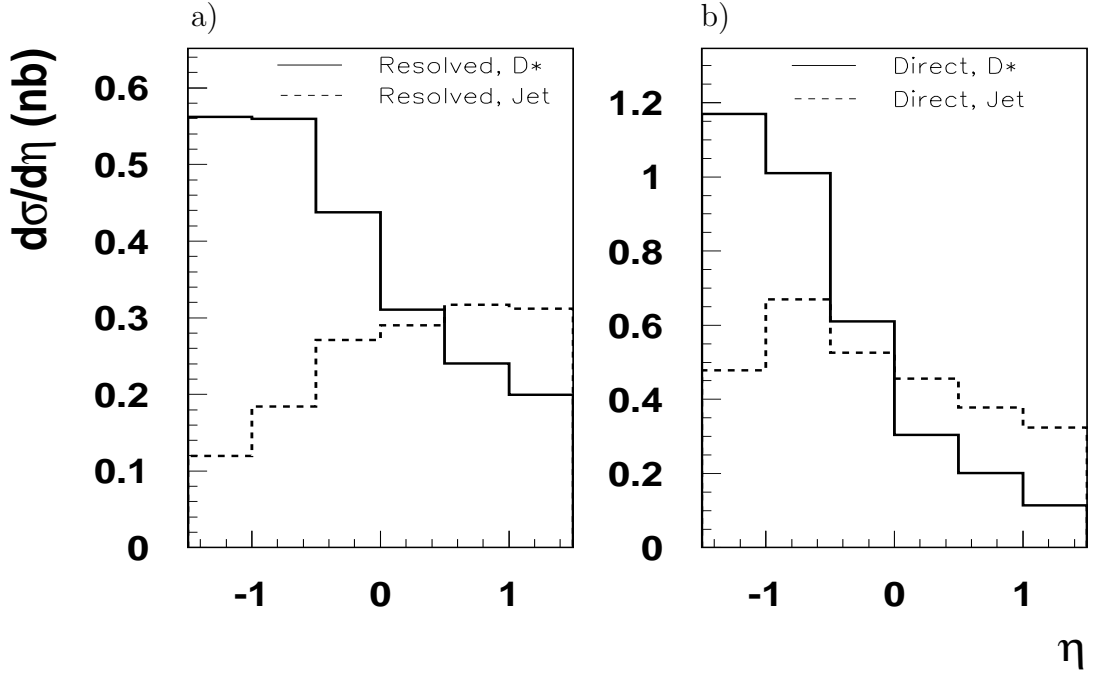 a)
Resolved, D*
Resolved, Jet
dσ/dη (nb)
0.6
0.5
0.4
0.3
0.2
0.1
0
-1 0 1
b)
Direct, D*
Direct, Jet
1.2
1
0.8
0.6
0.4
0.2
0
-1 0 1
η